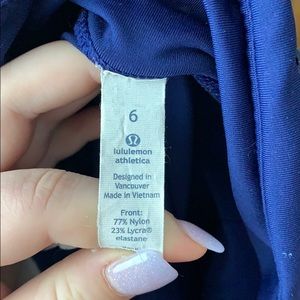 6
lululemon
athletica
Designed in
Vancouver
Made in Vietnam
Front:
77% Nylon
23% Lycra®
elastane